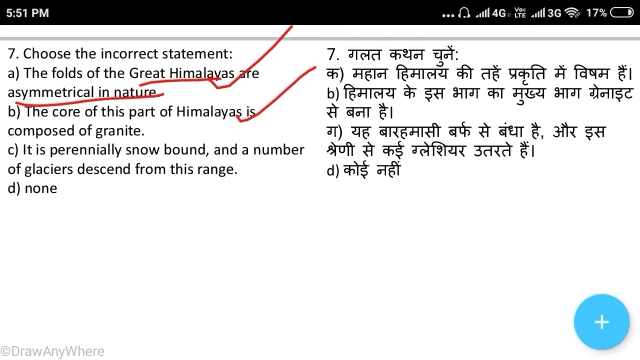 5:51 PM
... 4G Voc LTE 3G 17%
7. Choose the incorrect statement:
a) The folds of the Great Himalayas are
asymmetrical in nature
b) The core of this part of Himalayas is
composed of granite.
c) It is perennially snow bound, and a number
of glaciers descend from this range.
d) none
7. गलत कथन चुनें:
क) महान हिमालय की तहें प्रकृति में विषम हैं।
b) हिमालय के इस भाग का मुख्य भाग ग्रेनाइट
से बना है।
ग) यह बारहमासी बर्फ से बंधा है, और इस
श्रेणी से कई ग्लेशियर उतरते हैं।
d) कोई नहीं
+
©DrawAnyWhere